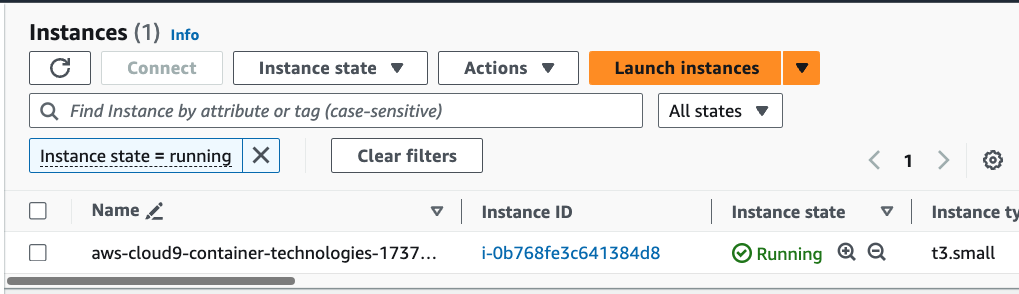 Instances (1) Info
Connect Instance state Actions Launch instances
Find Instance by attribute or tag (case-sensitive) All states
Instance state = running Clear filters 1
Name Instance ID Instance state Instance ty
aws-cloud9-container-technologies-1737... i-0b768fe3c641384d8 Running t3.small